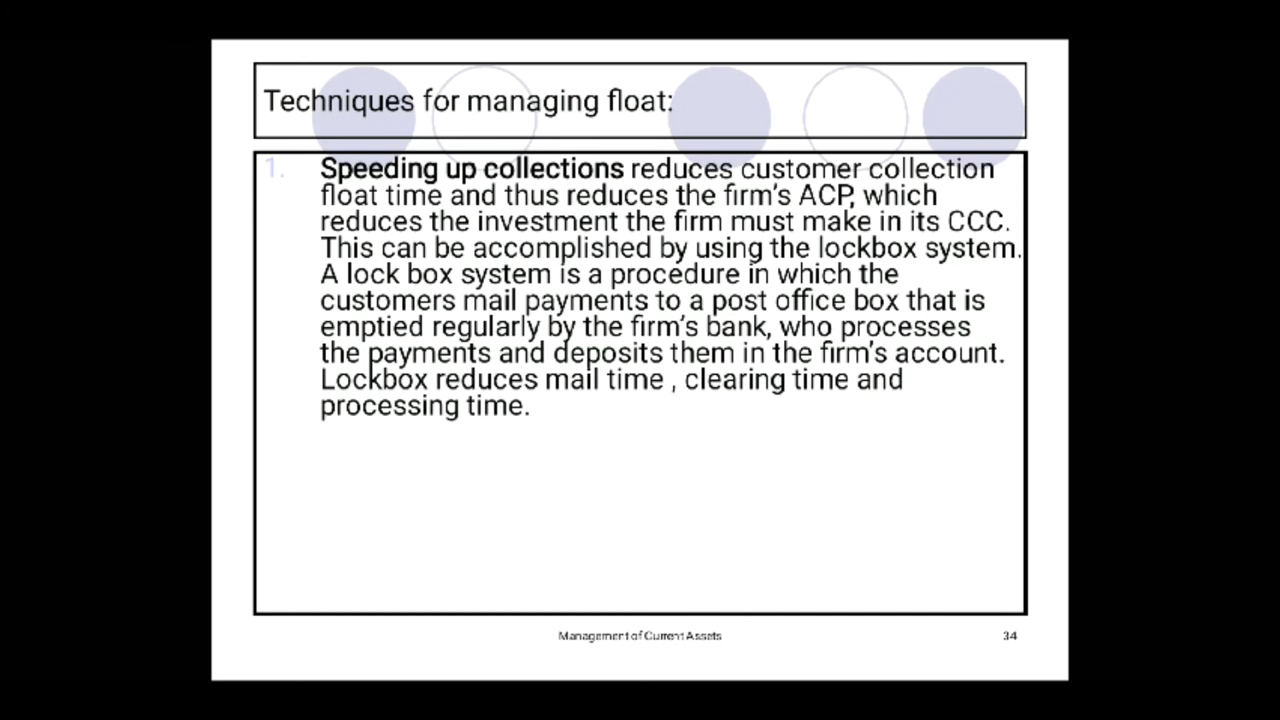 Techniques for managing float:
1. Speeding up collections reduces customer collection
float time and thus reduces the firm's ACP, which
reduces the investment the firm must make in its CCC.
This can be accomplished by using the lockbox system.
A lock box system is a procedure in which the
customers mail payments to a post office box that is
emptied regularly by the firm's bank, who processes
the payments and deposits them in the firm's account.
Lockbox reduces mail time , clearing time and
processing time.
Management of Current Assets
34